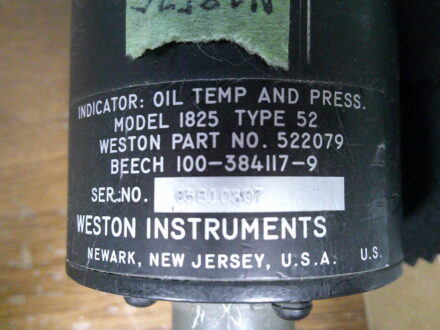 INDICATOR: OIL TEMP AND PRESS.
MODEL 1825 TYPE 52
WESTON PART NO. 522079
BEECH 100-384117-9
SER. NO.
WESTON INSTRUMENTS
NEWARK, NEW JERSEY, U.S.A. U.S.